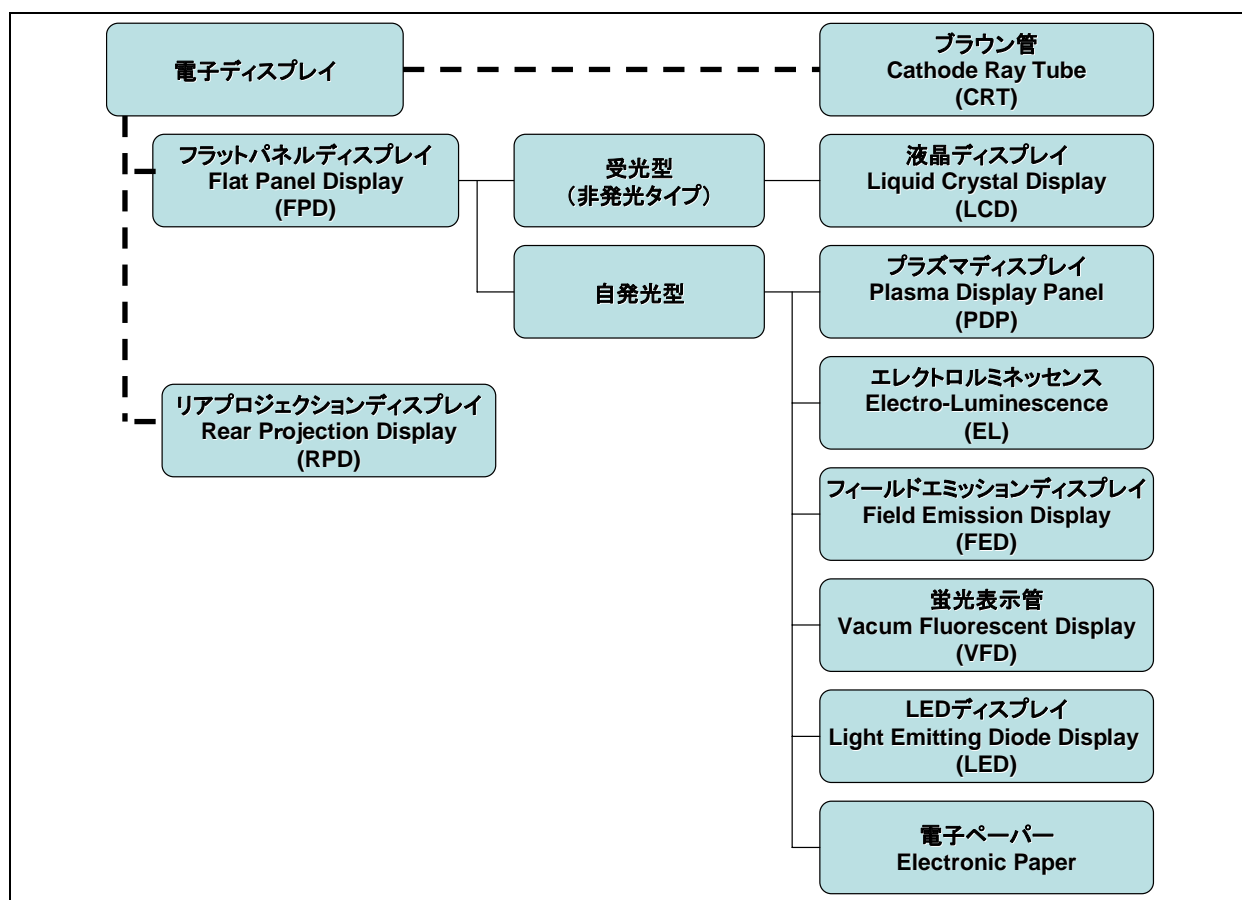 電子ディスプレイ
ブラウン管
Cathode Ray Tube
(CRT)
フラットパネルディスプレイ
Flat Panel Display
(FPD)
受光型
（非発光タイプ）
液晶ディスプレイ
Liquid Crystal Display
(LCD)
自発光型
プラズマディスプレイ
Plasma Display Panel
(PDP)
リアプロジェクションディスプレイ
Rear Projection Display
(RPD)
エレクトロルミネッセンス
Electro-Luminescence
(EL)
フィールドエミッションディスプレイ
Field Emission Display
(FED)
蛍光表示管
Vacum Fluorescent Display
(VFD)
LEDディスプレイ
Light Emitting Diode Display
(LED)
電子ペーパー
Electronic Paper